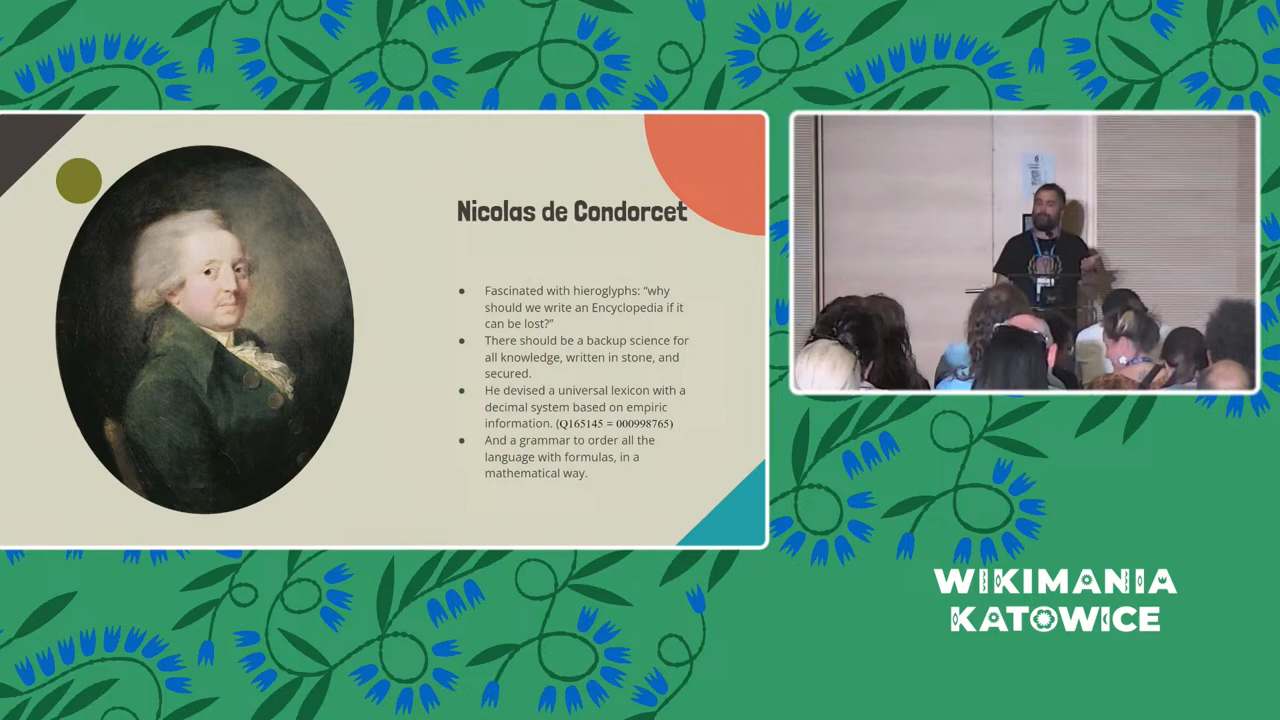 Nicolas de Condorcet
● Fascinated with hieroglyphs: “why
should we write an Encyclopedia if it
can be lost?”
● There should be a backup science for
all knowledge, written in stone, and
secured.
● He devised a universal lexicon with a
decimal system based on empiric
information. (Q165145 = 000998765)
● And a grammar to order all the
language with formulas, in a
mathematical way.
WIKIMANIA
KATOWICE